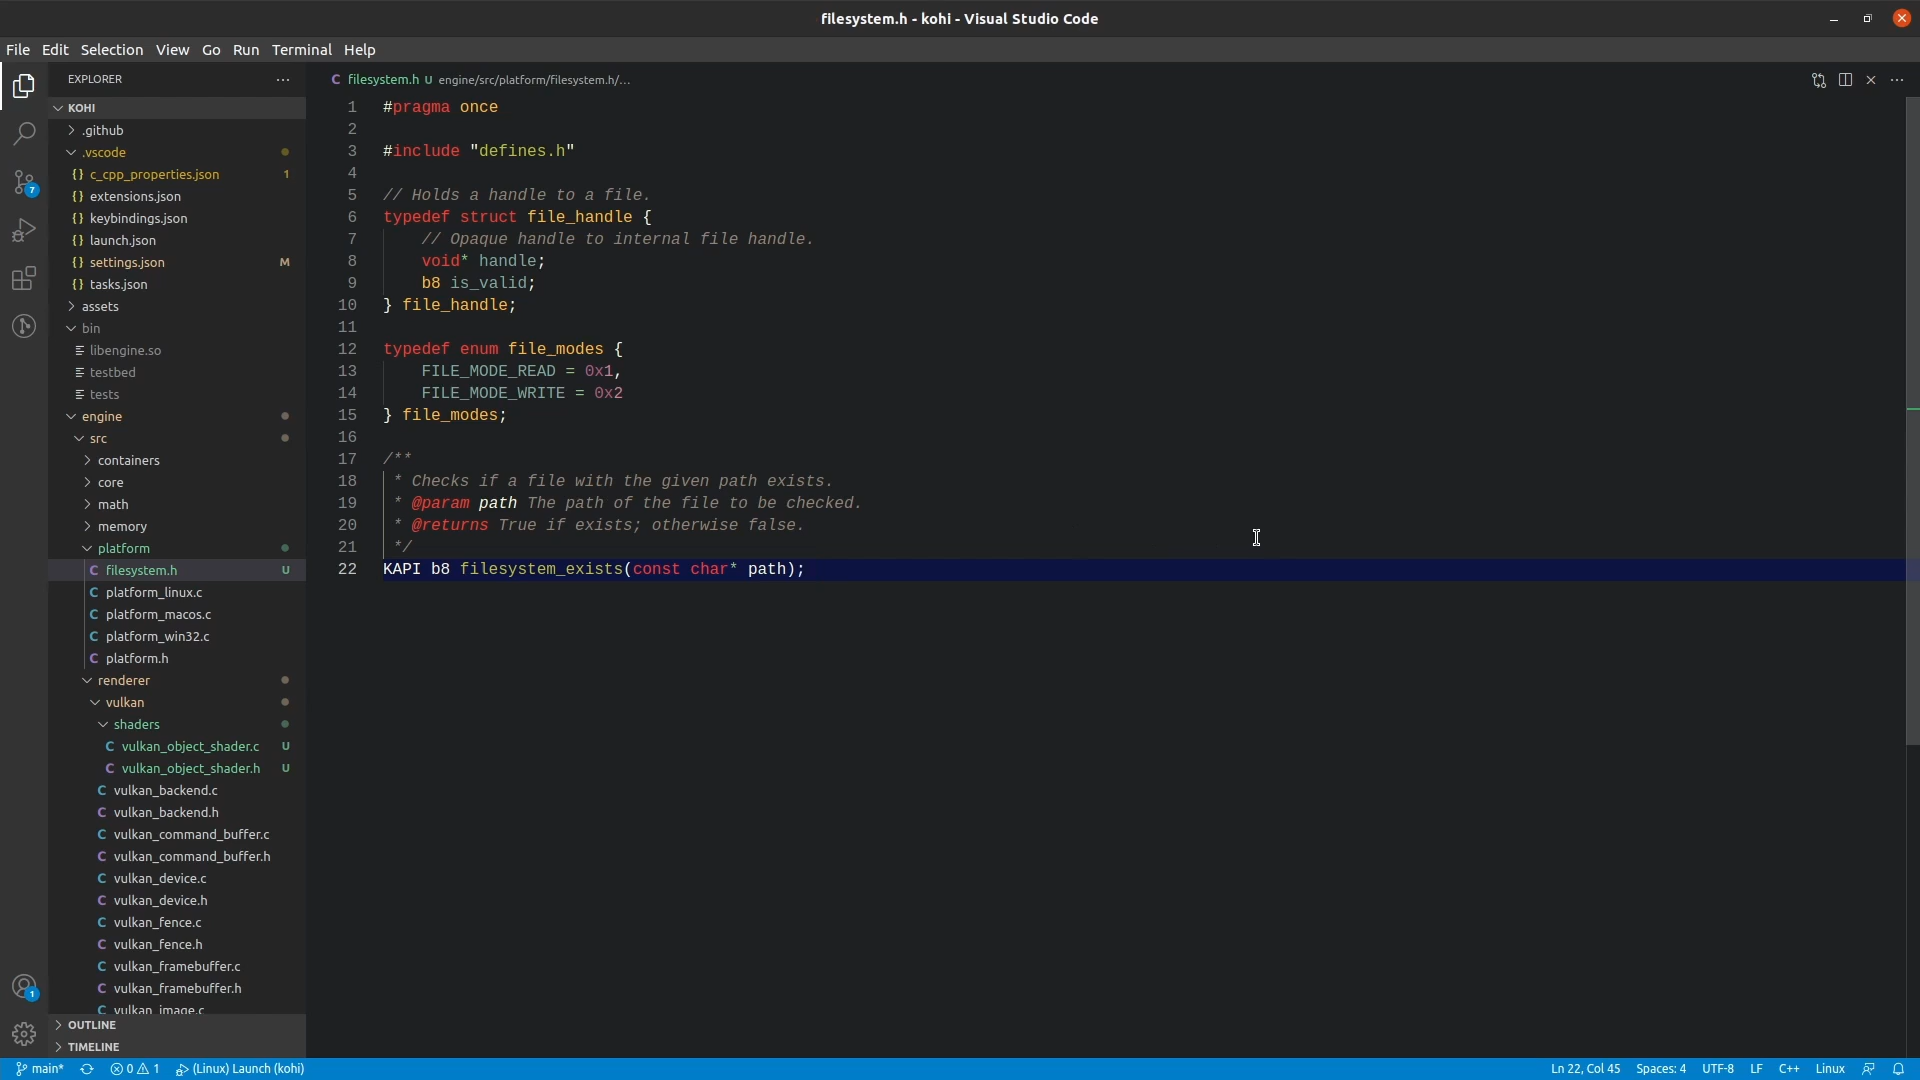 filesystem.h - kohi - Visual Studio Code
File Edit Selection View Go Run Terminal Help
EXPLORER
KOHI
.github
.vscode
c_cpp_properties.json 1
extensions.json
keybindings.json
launch.json
settings.json M
tasks.json
assets
bin
libengine.so
testbed
tests
engine
src
containers
core
math
memory
platform
filesystem.h U
platform_linux.c
platform_macos.c
platform_win32.c
platform.h
renderer
vulkan
shaders
vulkan_object_shader.c U
vulkan_object_shader.h U
vulkan_backend.c
vulkan_backend.h
vulkan_command_buffer.c
vulkan_command_buffer.h
vulkan_device.c
vulkan_device.h
vulkan_fence.c
vulkan_fence.h
vulkan_framebuffer.c
vulkan_framebuffer.h
vulkan_image.c
OUTLINE
TIMELINE
7
1
C filesystem.h U engine/src/platform/filesystem.h/...
1 #pragma once
2
3 #include "defines.h"
4
5 // Holds a handle to a file.
6 typedef struct file_handle {
7 // Opaque handle to internal file handle.
8 void* handle;
9 b8 is_valid;
10 } file_handle;
11
12 typedef enum file_modes {
13 FILE_MODE_READ = 0x1,
14 FILE_MODE_WRITE = 0x2
15 } file_modes;
16
17 /**
18 * Checks if a file with the given path exists.
19 * @param path The path of the file to be checked.
20 * @returns True if exists; otherwise false.
21 */
22 KAPI b8 filesystem_exists(const char* path);
main* 0 1 (Linux) Launch (kohi) Ln 22, Col 45 Spaces: 4 UTF-8 LF C++ Linux